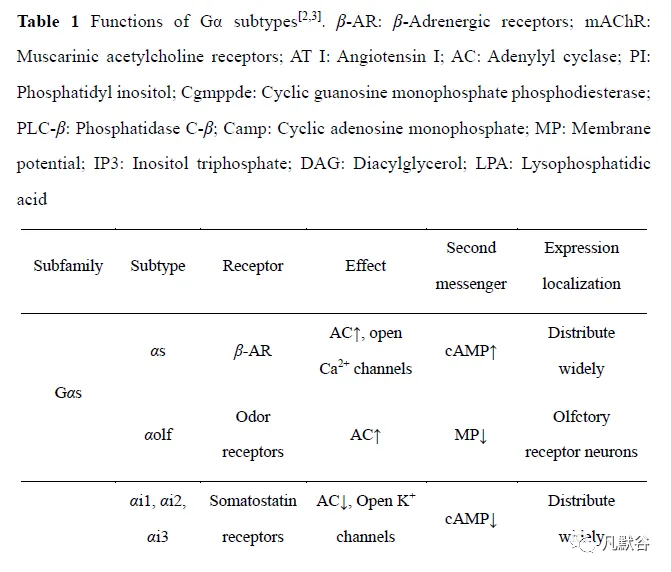 Table 1 Functions of Gα subtypes[2,3]. β-AR: β-Adrenergic receptors; mAChR:
Muscarinic acetylcholine receptors; AT I: Angiotensin I; AC: Adenylyl cyclase; PI:
Phosphatidyl inositol; Cgmppde: Cyclic guanosine monophosphate phosphodiesterase;
PLC-β: Phosphatidase C-β; Camp: Cyclic adenosine monophosphate; MP: Membrane
potential; IP3: Inositol triphosphate; DAG: Diacylglycerol; LPA: Lysophosphatidic
acid
Subfamily Subtype Receptor Effect Second messenger Expression localization
Gαs
αs β-AR AC↑, open Ca2+ channels cAMP↑ Distribute widely
αolf Odor receptors AC↑ MP↓ Olfctory receptor neurons
αi1, αi2, αi3 Somatostatin receptors AC↓, Open K+ channels cAMP↓ Distribute widely
凡默谷